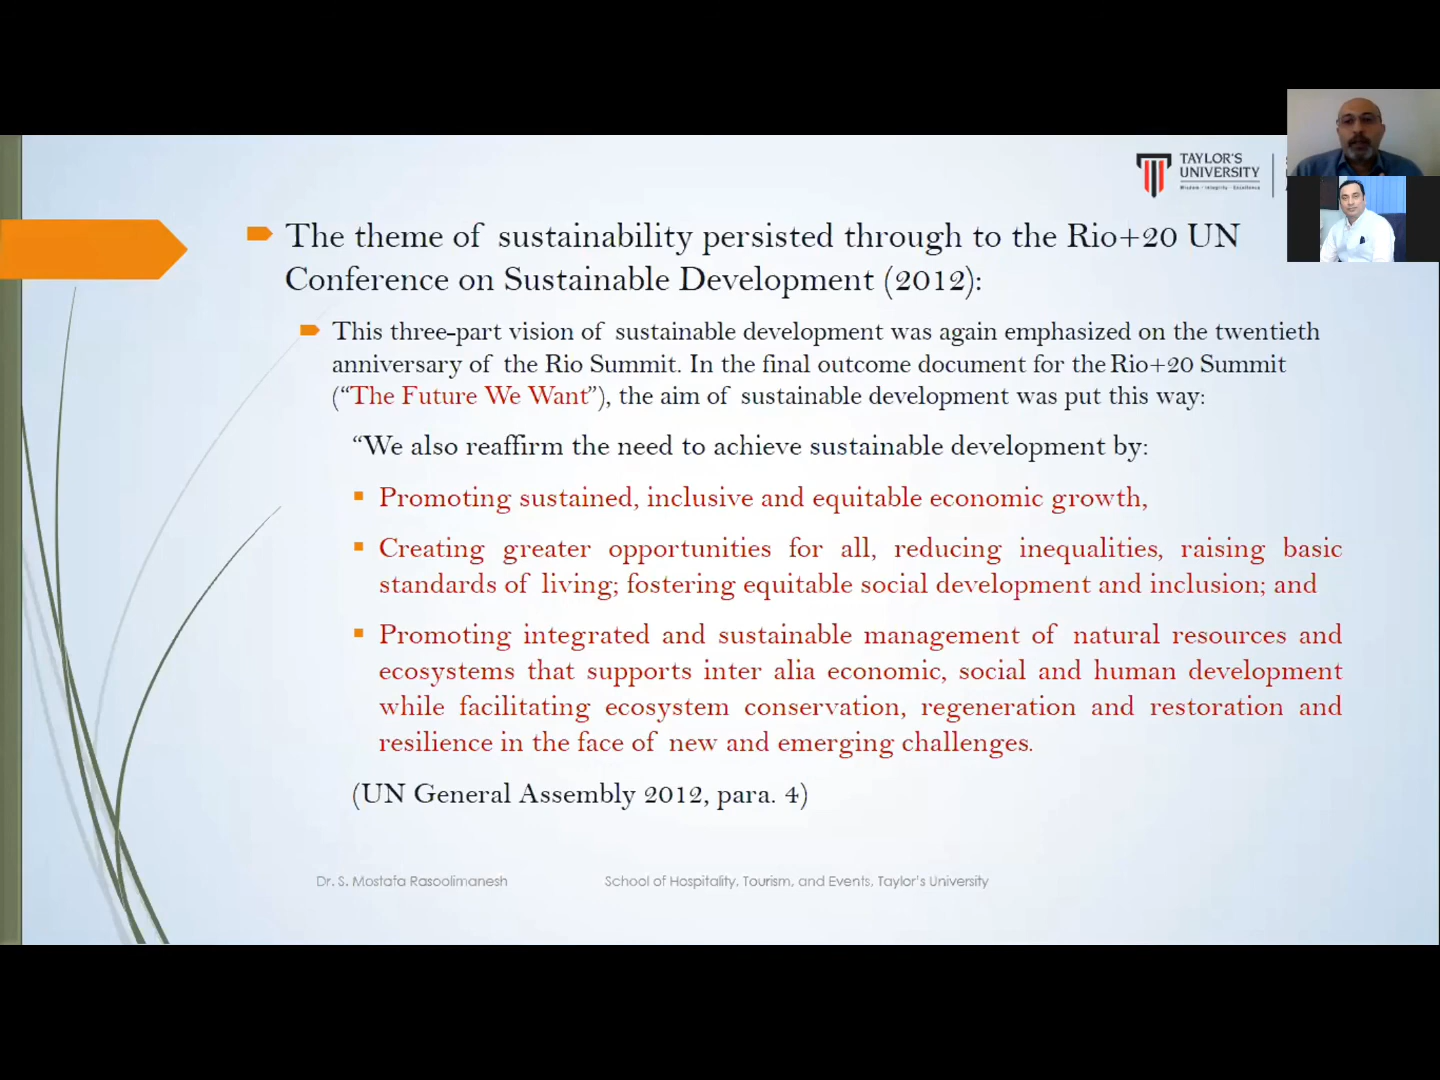 TAYLOR'S
UNIVERSITY
Wisdom · Integrity · Excellence
The theme of sustainability persisted through to the Rio+20 UN
Conference on Sustainable Development (2012):
This three-part vision of sustainable development was again emphasized on the twentieth
anniversary of the Rio Summit. In the final outcome document for the Rio+20 Summit
(“The Future We Want”), the aim of sustainable development was put this way:
“We also reaffirm the need to achieve sustainable development by:
Promoting sustained, inclusive and equitable economic growth,
Creating greater opportunities for all, reducing inequalities, raising basic
standards of living; fostering equitable social development and inclusion; and
Promoting integrated and sustainable management of natural resources and
ecosystems that supports inter alia economic, social and human development
while facilitating ecosystem conservation, regeneration and restoration and
resilience in the face of new and emerging challenges.
(UN General Assembly 2012, para. 4)
Dr. S. Mostafa Rasoolimanesh School of Hospitality, Tourism, and Events, Taylor's University